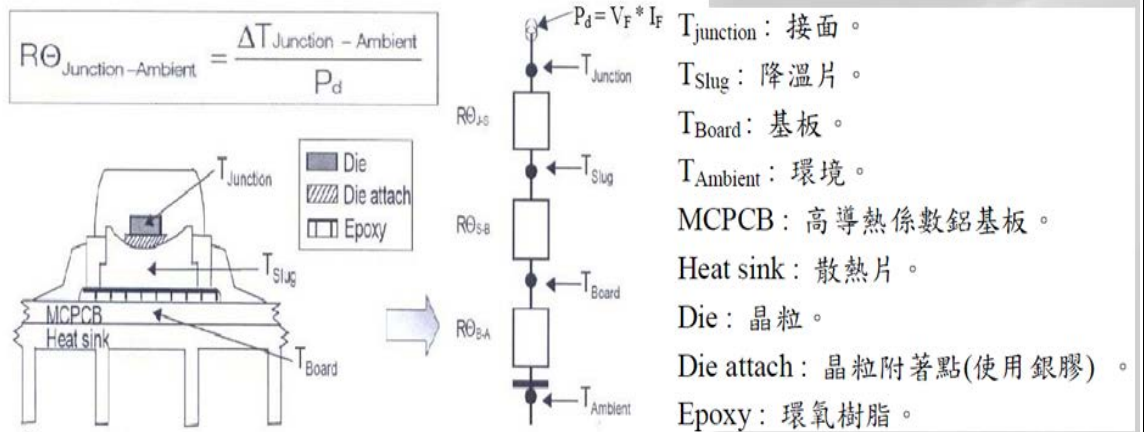 RΘJunction-Ambient = ΔTJunction - Ambient / Pd
Die
Die attach
Epoxy
TJunction
TSlug
MCPCB
Heat sink
TBoard
Pd = VF * IF
TJunction
RΘJ-S
TSlug
RΘS-B
TBoard
RΘB-A
TAmbient
Tjunction：接面。
TSlug：降溫片。
TBoard：基板。
TAmbient：環境。
MCPCB：高導熱係數鋁基板。
Heat sink：散熱片。
Die：晶粒。
Die attach：晶粒附著點(使用銀膠) 。
Epoxy：環氧樹脂。